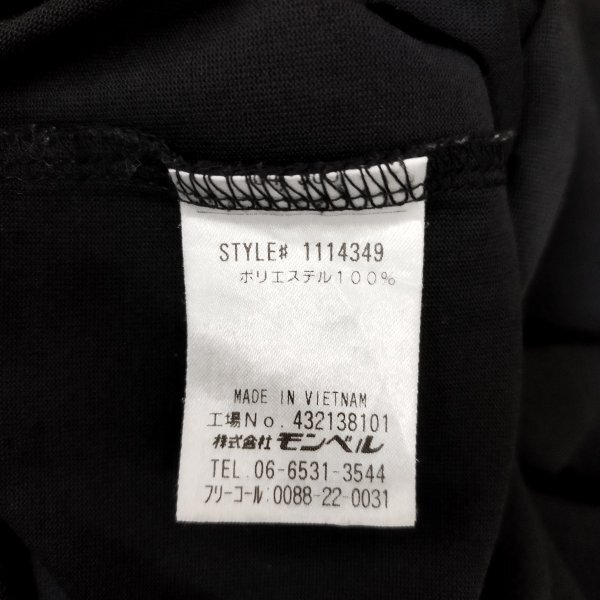 STYLE# 1114349
ポリエステル100%
MADE IN VIETNAM
工場No. 432138101
株式会社 モンベル
TEL. 06-6531-3544
フリーコール:0088-22-0031